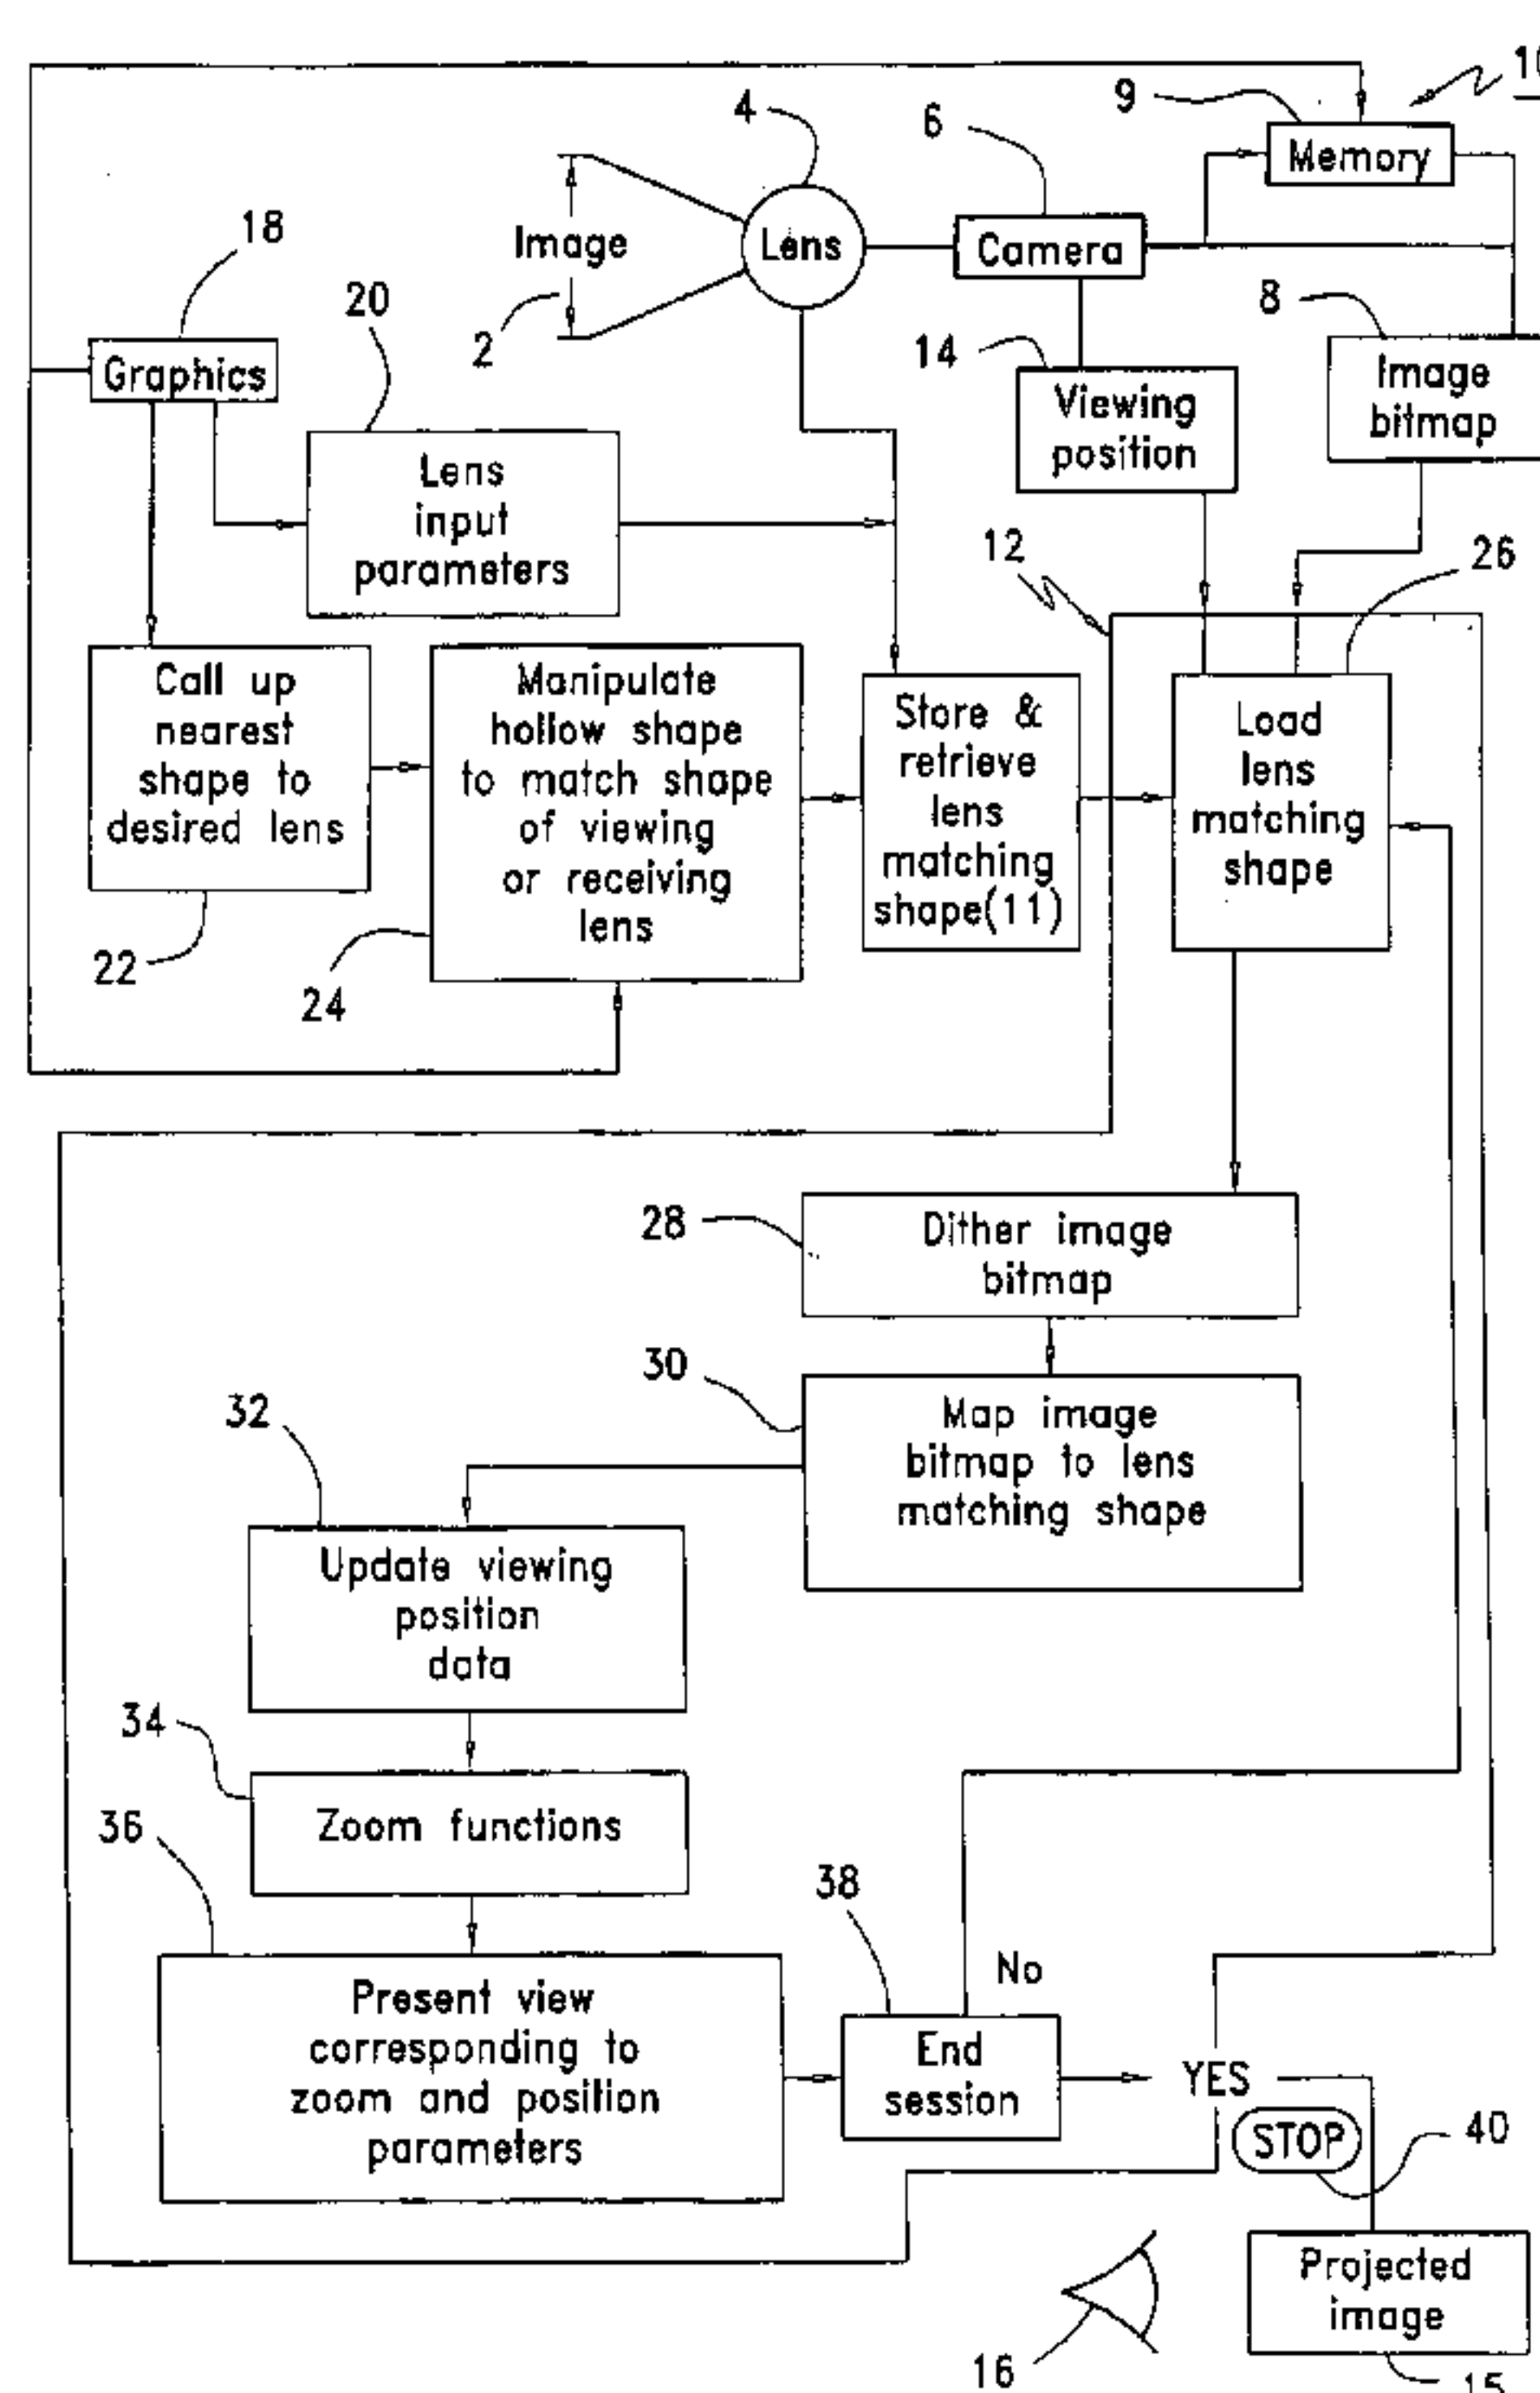 10
9
4
6
Memory
18
Image
Lens
Camera
20
2
8
14
Graphics
Image
bitmap
Viewing
position
Lens
input
parameters
12
26
Call up
nearest
shape to
desired lens
Manipulate
hollow shape
to match shape
of viewing
or receiving
lens
Store &
retrieve
lens
matching
shape(11)
Load
lens
matching
shape
22
24
28
Dither image
bitmap
30
Map image
bitmap to lens
matching shape
32
Update viewing
position
data
34
Zoom functions
36
38
No
Present view
corresponding to
zoom and position
parameters
End
session
YES
STOP
40
Projected
image
16
15